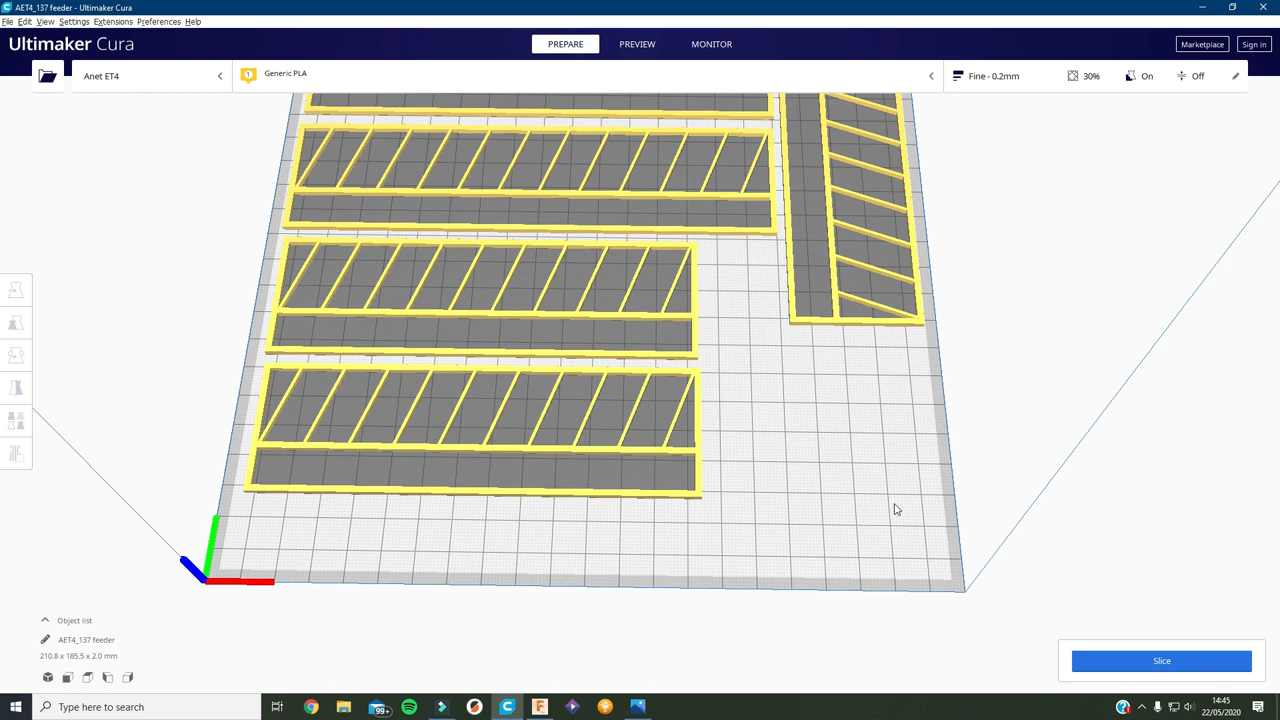 AET4_137 feeder - Ultimaker Cura
File Edit View Settings Extensions Preferences Help
Ultimaker Cura
PREPARE
PREVIEW
MONITOR
Marketplace
Sign in
Anet ET4
1
Generic PLA
Fine - 0.2mm
30%
On
Off
Object list
AET4_137 feeder
210.8 x 185.5 x 2.0 mm
Slice
Type here to search
99+
14:45
22/05/2020